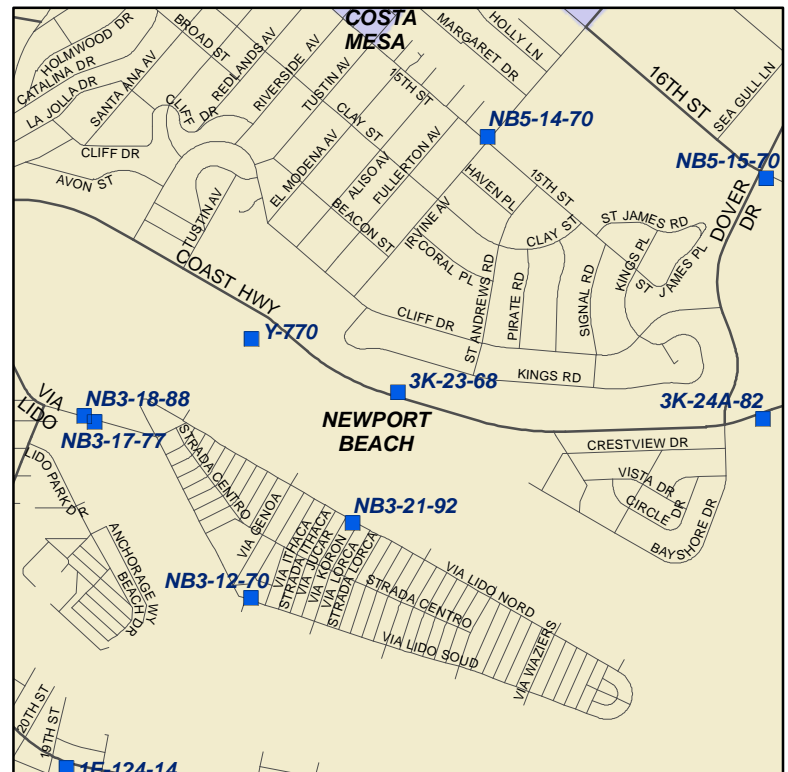 COSTA
MESA
HOLLY LN
MARGARET DR
HOLMWOOD DR
CATALINA DR
LA JOLLA DR
BROAD ST
REDLANDS AV
RIVERSIDE AV
TUSTIN AV
SANTA ANA AV
CLIFF DR
15TH ST
CLAY ST
16TH ST
SEA GULL LN
NB5-14-70
NB5-15-70
CLIFF DR
AVON ST
EL MODENA AV
ALISO AV
FULLERTON AV
HAVEN PL
15TH ST
DOVER
DR
TUSTIN AV
BEACON ST
IRVINE AV
CORAL PL
CLAY ST
ST JAMES RD
KINGS PL
ST JAMES PL
COAST HWY
ST ANDREWS RD
PIRATE RD
SIGNAL RD
CLIFF DR
KINGS RD
Y-770
3K-23-68
3K-24A-82
VIA
LIDO
NB3-18-88
NB3-17-77
NEWPORT
BEACH
CRESTVIEW DR
VISTA DR
CIRCLE DR
BAYSHORE DR
LIDO PARK DR
STRADA CENTRO
VIA GENOA
NB3-21-92
ANCHORAGE WY
BEACH DR
VIA ITHACA
STRADA ITHACA
VIA JUCAR
VIA KORON
VIA LORCA
STRADA LORCA
NB3-12-70
STRADA CENTRO
VIA LIDO NORD
VIA LIDO SOUD
VIA WAZIERS
20TH ST
19TH ST
1E-124-14